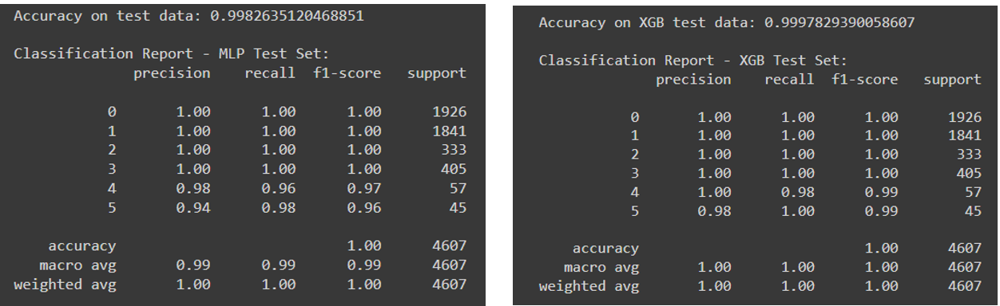 Accuracy on test data: 0.9982635120468851
Classification Report - MLP Test Set:
precision recall f1-score support
0 1.00 1.00 1.00 1926
1 1.00 1.00 1.00 1841
2 1.00 1.00 1.00 333
3 1.00 1.00 1.00 405
4 0.98 0.96 0.97 57
5 0.94 0.98 0.96 45
accuracy 1.00 4607
macro avg 0.99 0.99 0.99 4607
weighted avg 1.00 1.00 1.00 4607
Accuracy on XGB test data: 0.9997829390058607
Classification Report - XGB Test Set:
precision recall f1-score support
0 1.00 1.00 1.00 1926
1 1.00 1.00 1.00 1841
2 1.00 1.00 1.00 333
3 1.00 1.00 1.00 405
4 1.00 0.98 0.99 57
5 0.98 1.00 0.99 45
accuracy 1.00 4607
macro avg 1.00 1.00 1.00 4607
weighted avg 1.00 1.00 1.00 4607